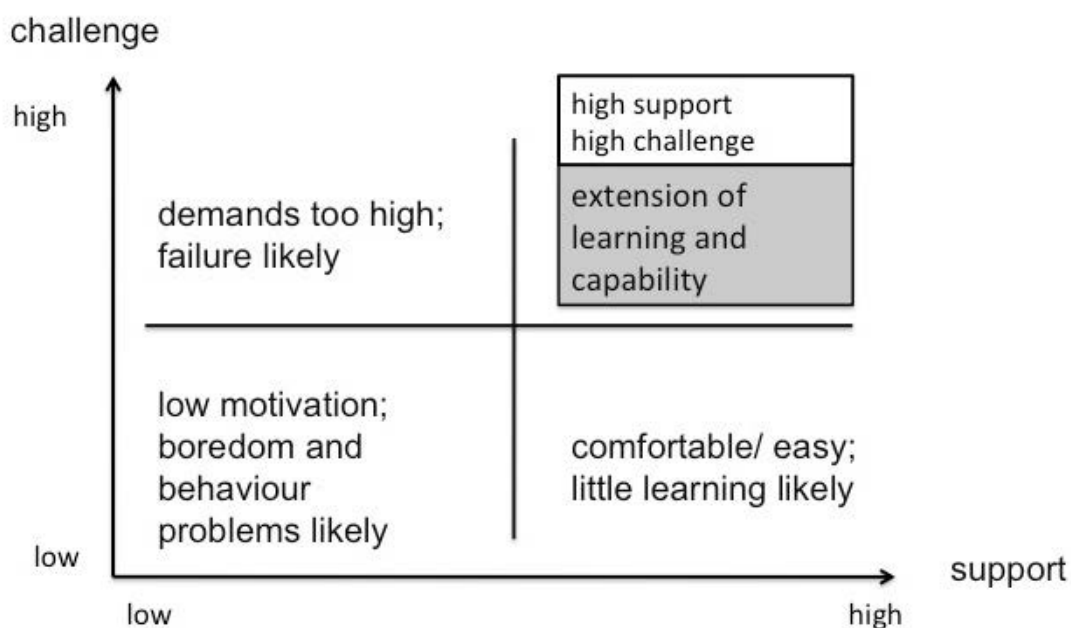 challenge
high
high support
high challenge
demands too high;
failure likely
extension of
learning and
capability
low motivation;
boredom and
behaviour
problems likely
comfortable/ easy;
little learning likely
low
support
low
high